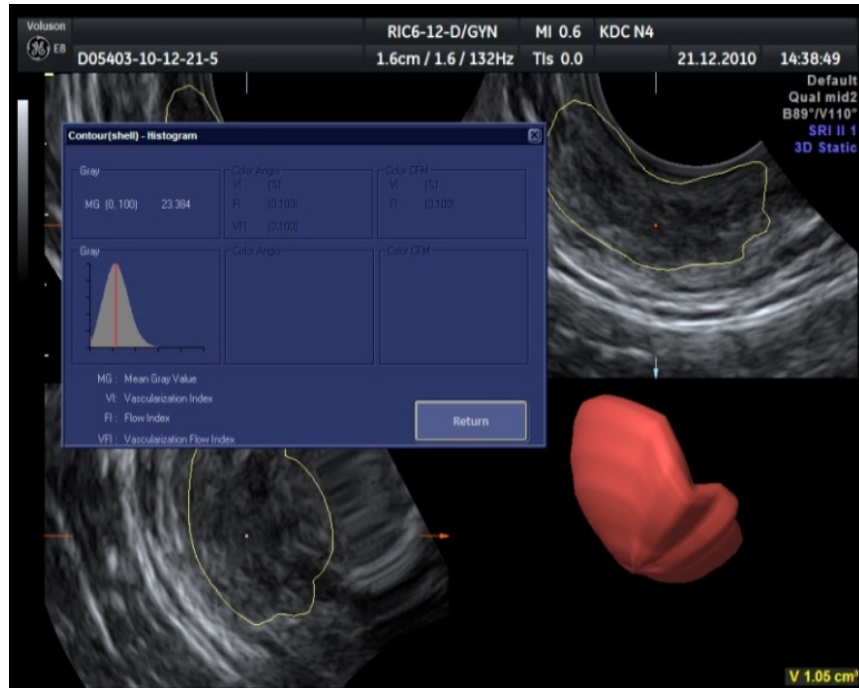 Voluson
E8
RIC6-12-D/GYN MI 0.6 KDC N4
D05403-10-12-21-5 1.6cm / 1.6 / 132Hz TIs 0.0 21.12.2010 14:38:49
Default
Qual mid2
B89°/V110°
SRI II 1
3D Static
Contour(shell) - Histogram
Gray Color Angio Color CFM
VI (%) VI (%)
MG (0,100) 23.384 FI (0,100) FI (0,100)
VFI (0,100)
Gray Color Angio Color CFM
MG : Mean Gray Value
VI: Vascularization Index
FI : Flow Index
VFI : Vascularization Flow Index
Return
V 1.05 cm³